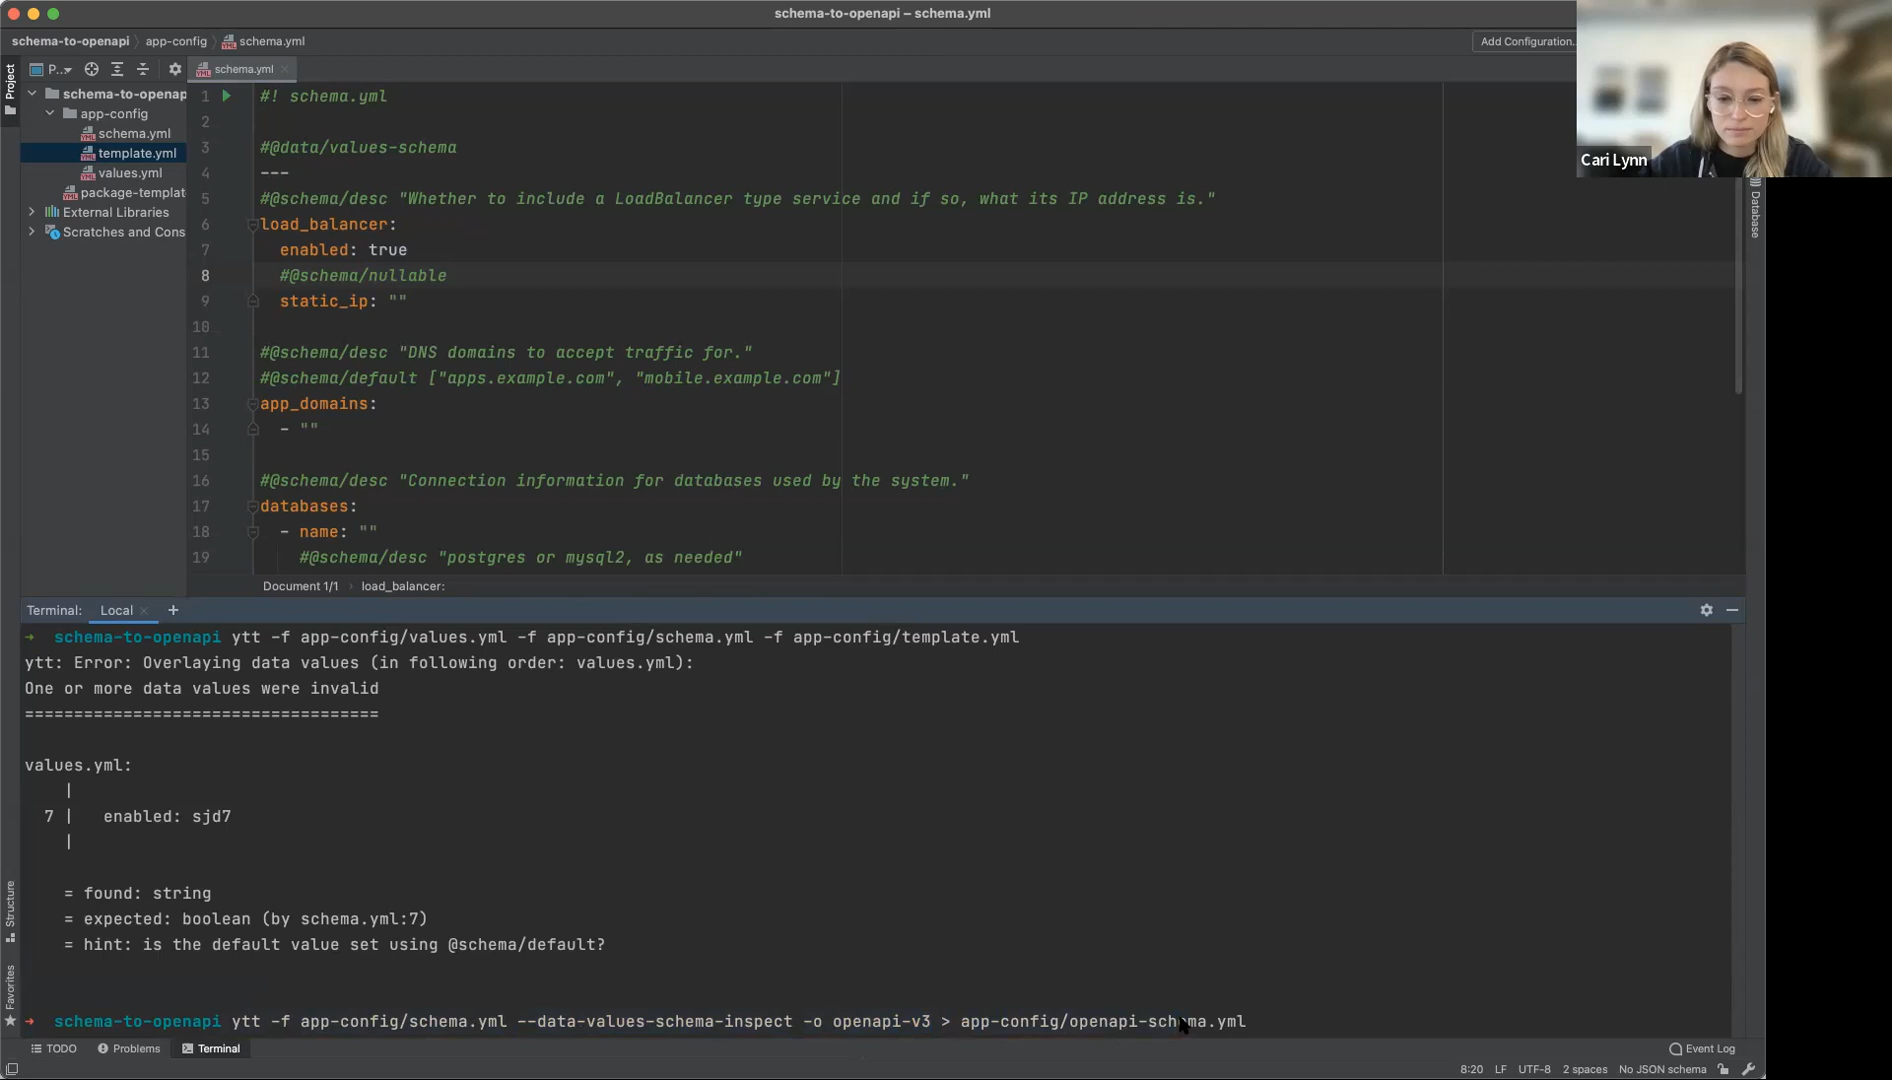 schema-to-openapi – schema.yml
schema-to-openapi app-config schema.yml
Add Configuration...
Cari Lynn
Project
P...
schema.yml
schema-to-openap
app-config
schema.yml
template.yml
values.yml
package-templat
External Libraries
Scratches and Cons
Database
1 #! schema.yml
2
3 #@data/values-schema
4 ---
5 #@schema/desc "Whether to include a LoadBalancer type service and if so, what its IP address is."
6 load_balancer:
7 enabled: true
8 #@schema/nullable
9 static_ip: ""
10
11 #@schema/desc "DNS domains to accept traffic for."
12 #@schema/default ["apps.example.com", "mobile.example.com"]
13 app_domains:
14 - ""
15
16 #@schema/desc "Connection information for databases used by the system."
17 databases:
18 - name: ""
19 #@schema/desc "postgres or mysql2, as needed"
Document 1/1 load_balancer:
Terminal: Local +
→ schema-to-openapi ytt -f app-config/values.yml -f app-config/schema.yml -f app-config/template.yml
ytt: Error: Overlaying data values (in following order: values.yml):
One or more data values were invalid
====================================
values.yml:
|
7 | enabled: sjd7
|
= found: string
= expected: boolean (by schema.yml:7)
= hint: is the default value set using @schema/default?
→ schema-to-openapi ytt -f app-config/schema.yml --data-values-schema-inspect -o openapi-v3 > app-config/openapi-schema.yml
Structure
Favorites
TODO Problems Terminal
Event Log
8:20 LF UTF-8 2 spaces No JSON schema